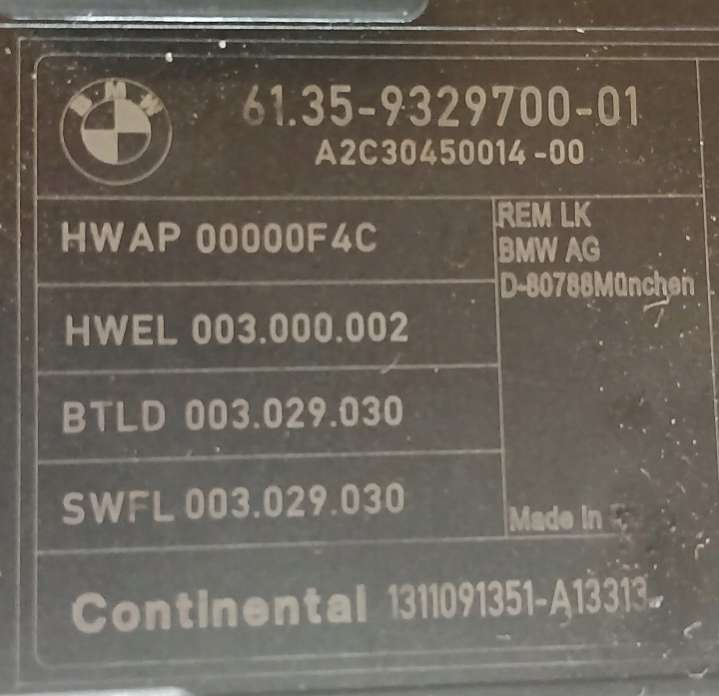 BMW
61.35-9329700-01
A2C30450014-00
HWAP 00000F4C
REM LK
BMW AG
D-80788München
HWEL 003.000.002
BTLD 003.029.030
SWFL 003.029.030
Made in
Continental 1311091351-A13313